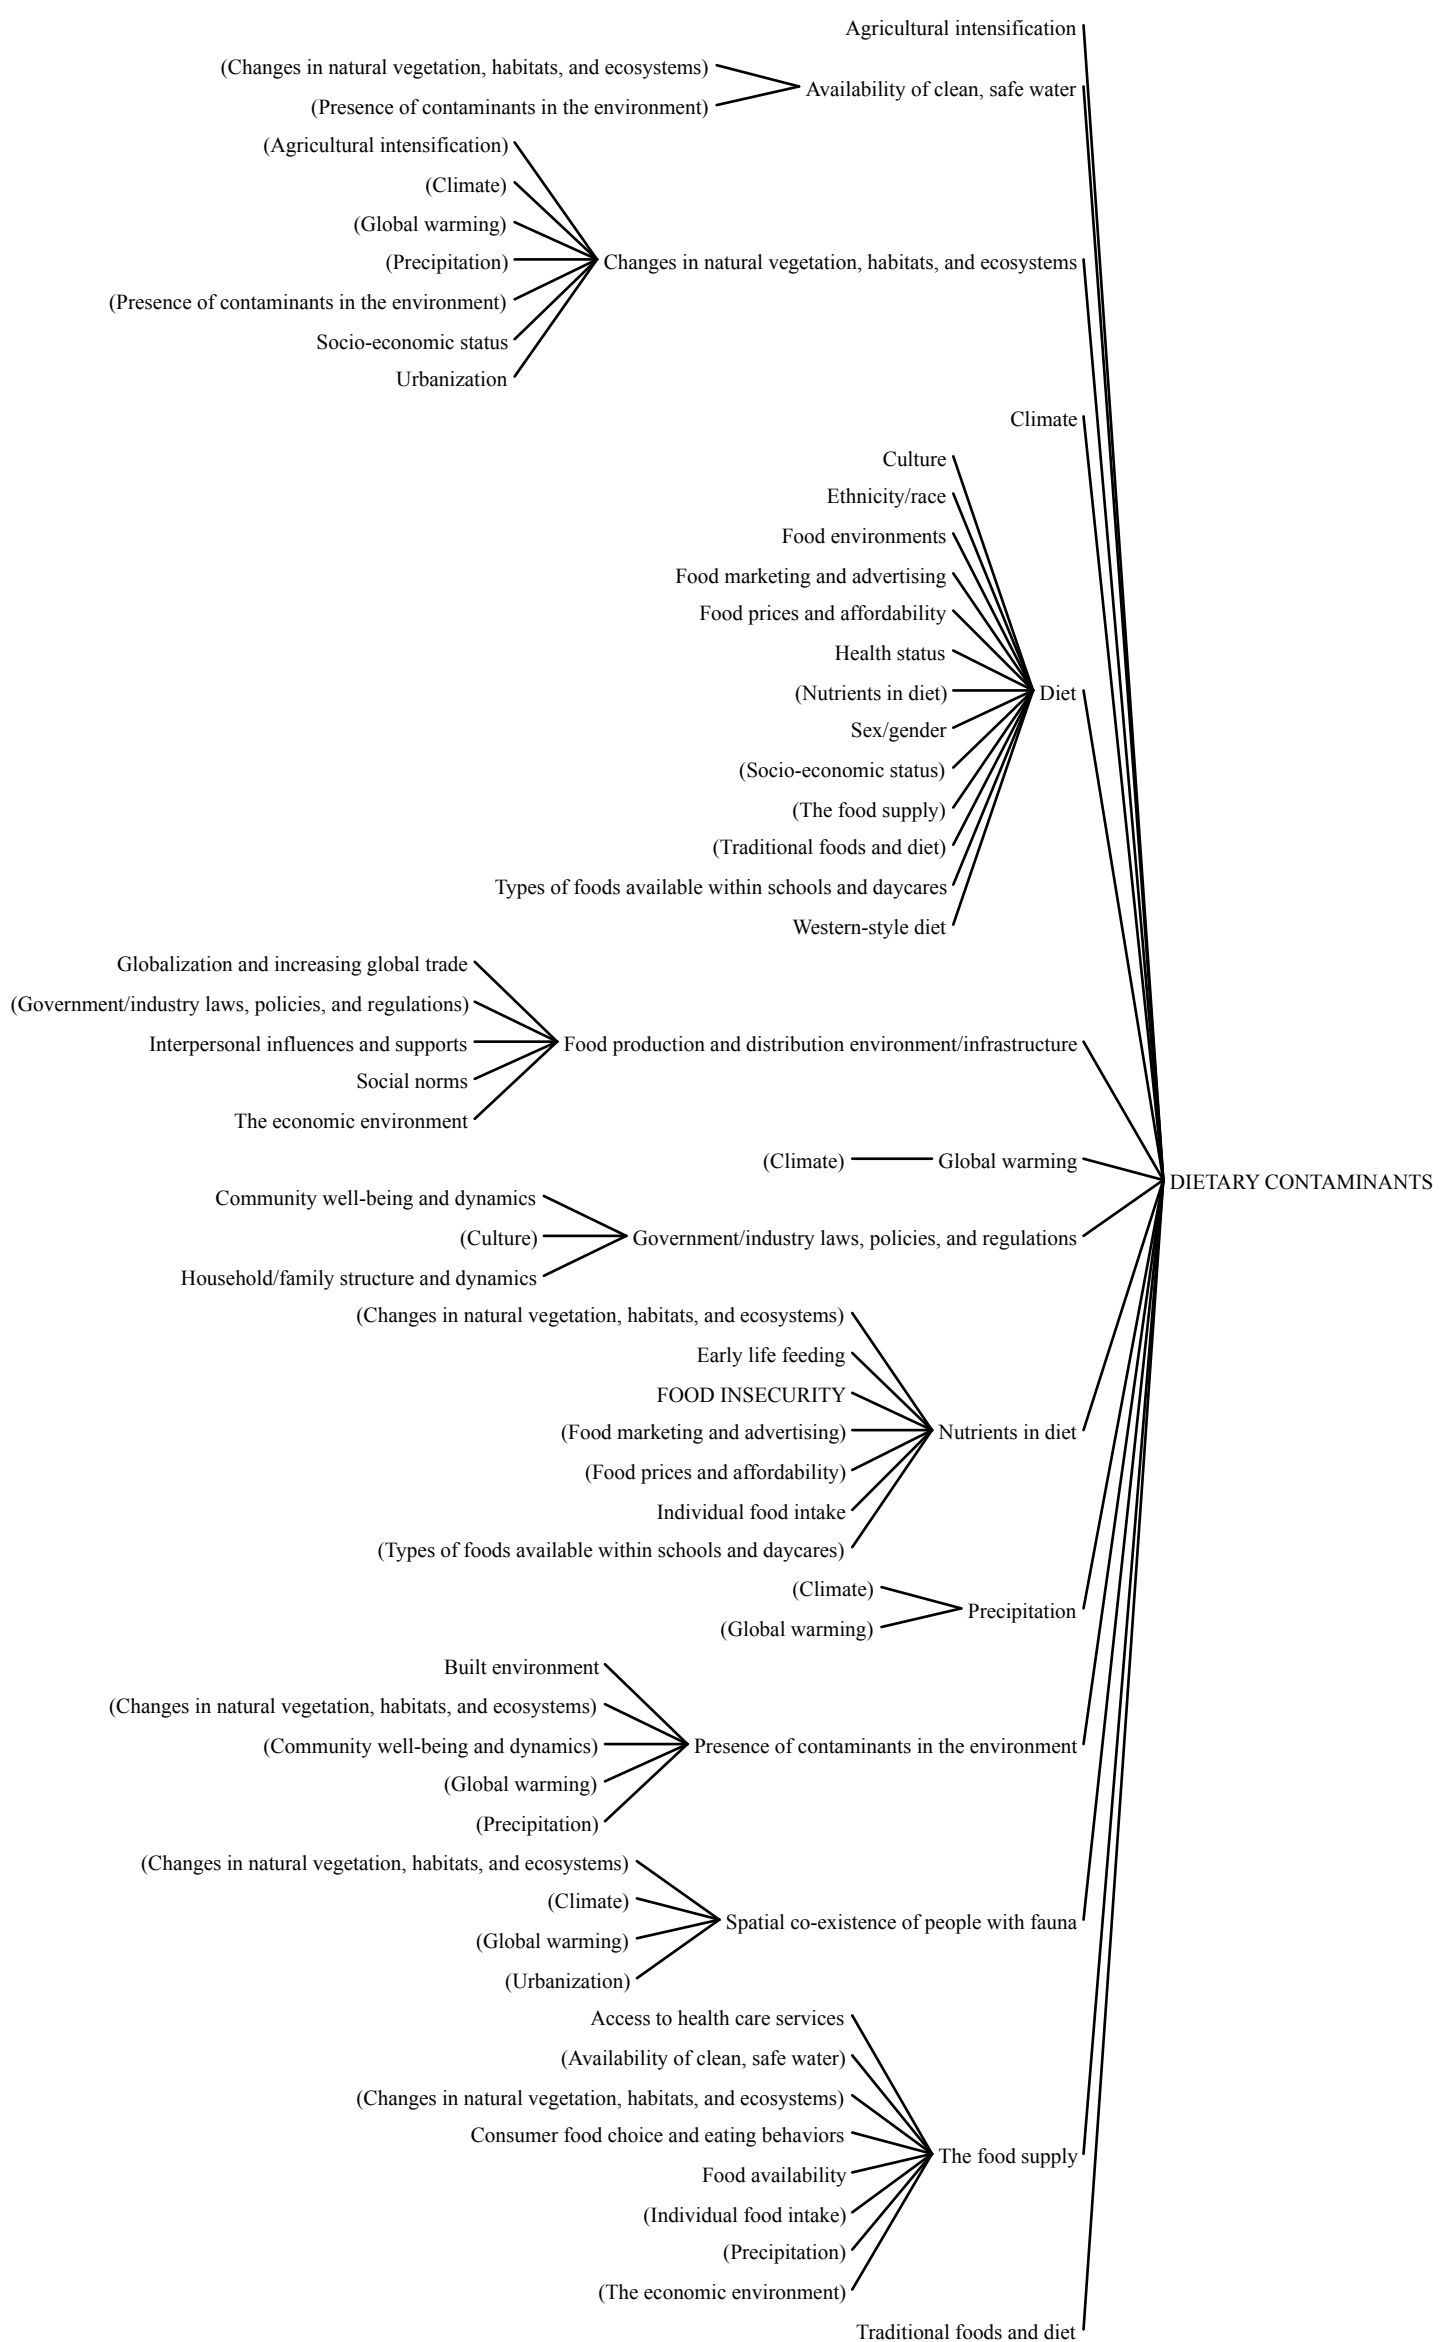 Agricultural intensification
(Changes in natural vegetation, habitats, and ecosystems)
Availability of clean, safe water
(Presence of contaminants in the environment)
(Agricultural intensification)
(Climate)
(Global warming)
(Precipitation)
Changes in natural vegetation, habitats, and ecosystems
(Presence of contaminants in the environment)
Socio-economic status
Urbanization
Climate
Culture
Ethnicity/race
Food environments
Food marketing and advertising
Food prices and affordability
Health status
(Nutrients in diet)
Diet
Sex/gender
(Socio-economic status)
(The food supply)
(Traditional foods and diet)
Types of foods available within schools and daycares
Western-style diet
Globalization and increasing global trade
(Government/industry laws, policies, and regulations)
Interpersonal influences and supports
Food production and distribution environment/infrastructure
Social norms
The economic environment
(Climate)
Global warming
DIETARY CONTAMINANTS
Community well-being and dynamics
(Culture)
Government/industry laws, policies, and regulations
Household/family structure and dynamics
(Changes in natural vegetation, habitats, and ecosystems)
Early life feeding
FOOD INSECURITY
(Food marketing and advertising)
Nutrients in diet
(Food prices and affordability)
Individual food intake
(Types of foods available within schools and daycares)
(Climate)
Precipitation
(Global warming)
Built environment
(Changes in natural vegetation, habitats, and ecosystems)
(Community well-being and dynamics)
Presence of contaminants in the environment
(Global warming)
(Precipitation)
(Changes in natural vegetation, habitats, and ecosystems)
(Climate)
Spatial co-existence of people with fauna
(Global warming)
(Urbanization)
Access to health care services
(Availability of clean, safe water)
(Changes in natural vegetation, habitats, and ecosystems)
Consumer food choice and eating behaviors
The food supply
Food availability
(Individual food intake)
(Precipitation)
(The economic environment)
Traditional foods and diet